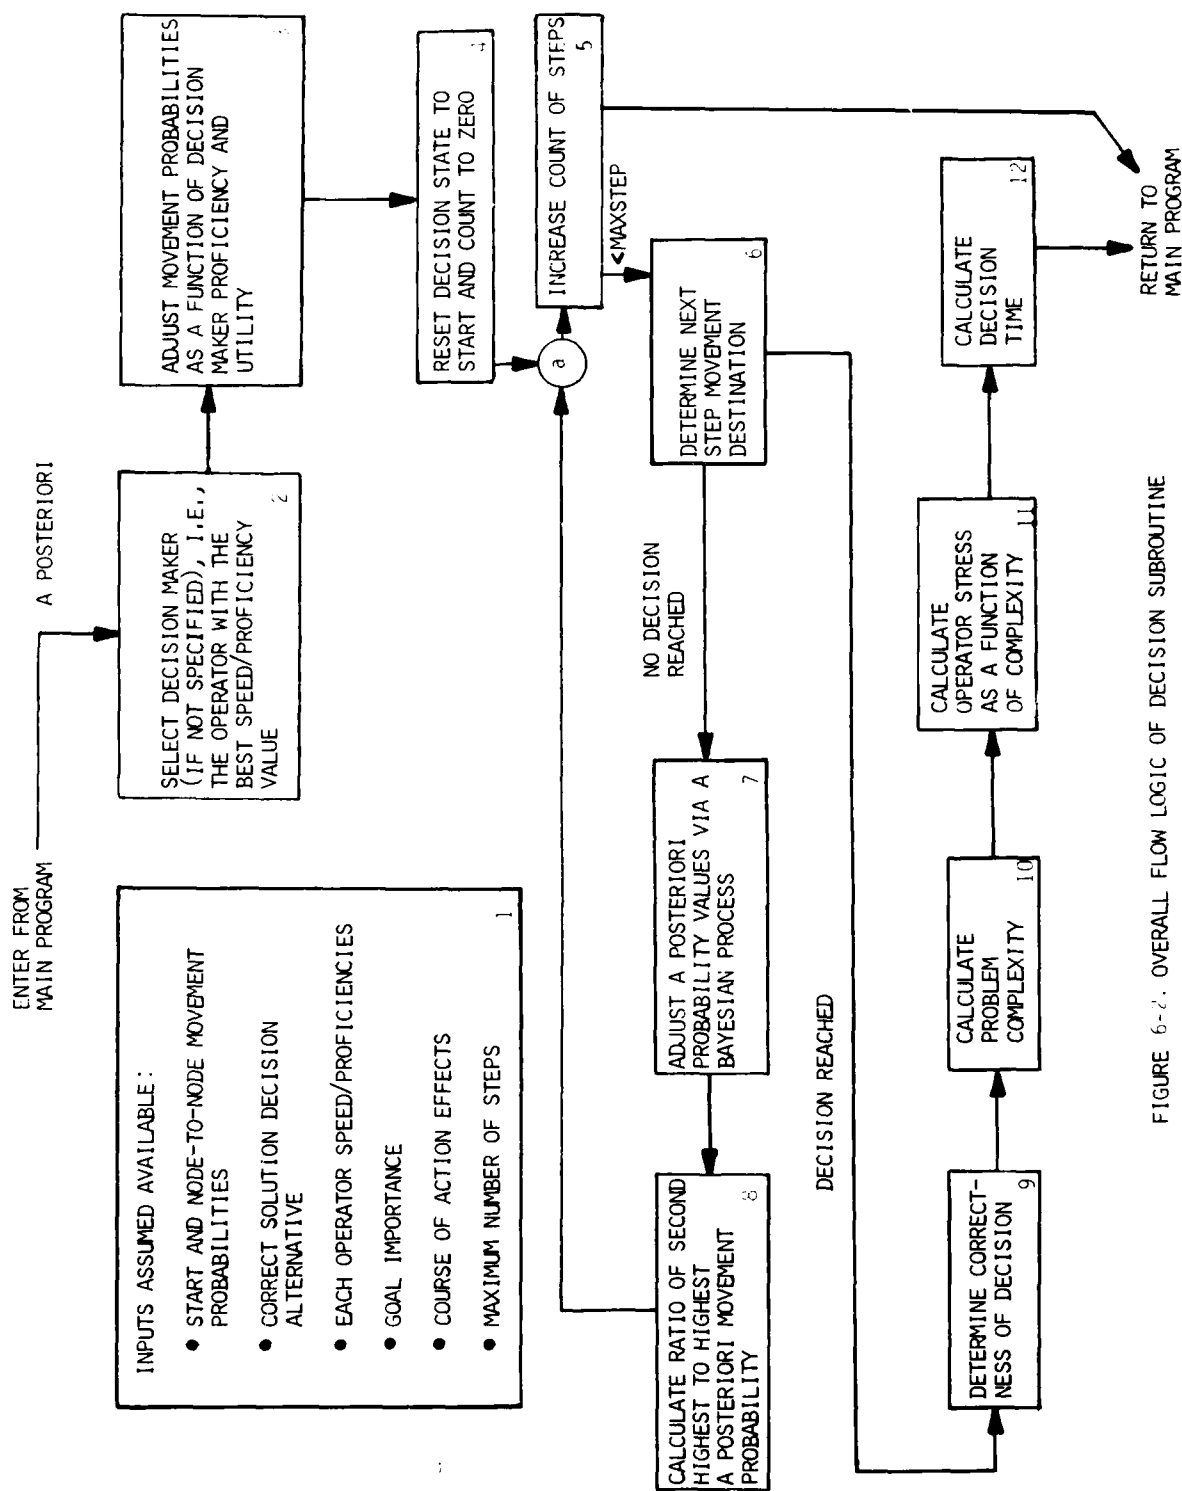 ENTER FROM
MAIN PROGRAM
A POSTERIORI
INPUTS ASSUMED AVAILABLE:
● START AND NODE-TO-NODE MOVEMENT
PROBABILITIES
● CORRECT SOLUTION DECISION
ALTERNATIVE
● EACH OPERATOR SPEED/PROFICIENCIES
● GOAL IMPORTANCE
● COURSE OF ACTION EFFECTS
● MAXIMUM NUMBER OF STEPS
1
SELECT DECISION MAKER
(IF NOT SPECIFIED), I.E.,
THE OPERATOR WITH THE
BEST SPEED/PROFICIENCY
VALUE
2
ADJUST MOVEMENT PROBABILITIES
AS A FUNCTION OF DECISION
MAKER PROFICIENCY AND
UTILITY
3
RESET DECISION STATE TO
START AND COUNT TO ZERO
4
a
INCREASE COUNT OF STEPS
5
<MAXSTEP
DETERMINE NEXT
STEP MOVEMENT
DESTINATION
6
NO DECISION
REACHED
ADJUST A POSTERIORI
PROBABILITY VALUES VIA A
BAYESIAN PROCESS
7
CALCULATE RATIO OF SECOND
HIGHEST TO HIGHEST
A POSTERIORI MOVEMENT
PROBABILITY
8
DECISION REACHED
DETERMINE CORRECT-
NESS OF DECISION
9
CALCULATE
PROBLEM
COMPLEXITY
10
CALCULATE
OPERATOR STRESS
AS A FUNCTION
OF COMPLEXITY
11
CALCULATE
DECISION
TIME
12
RETURN TO
MAIN PROGRAM
FIGURE 6-2. OVERALL FLOW LOGIC OF DECISION SUBROUTINE